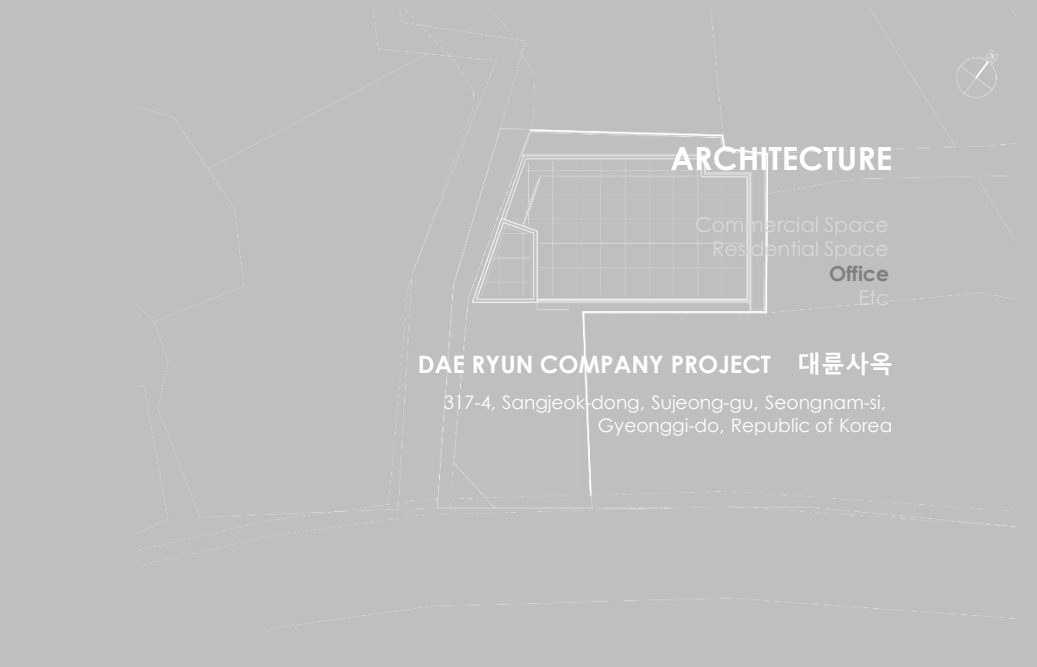 N
ARCHITECTURE
Commercial Space
Residential Space
Office
Etc
DAE RYUN COMPANY PROJECT 대륜사옥
317-4, Sangjeok-dong, Sujeong-gu, Seongnam-si,
Gyeonggi-do, Republic of Korea